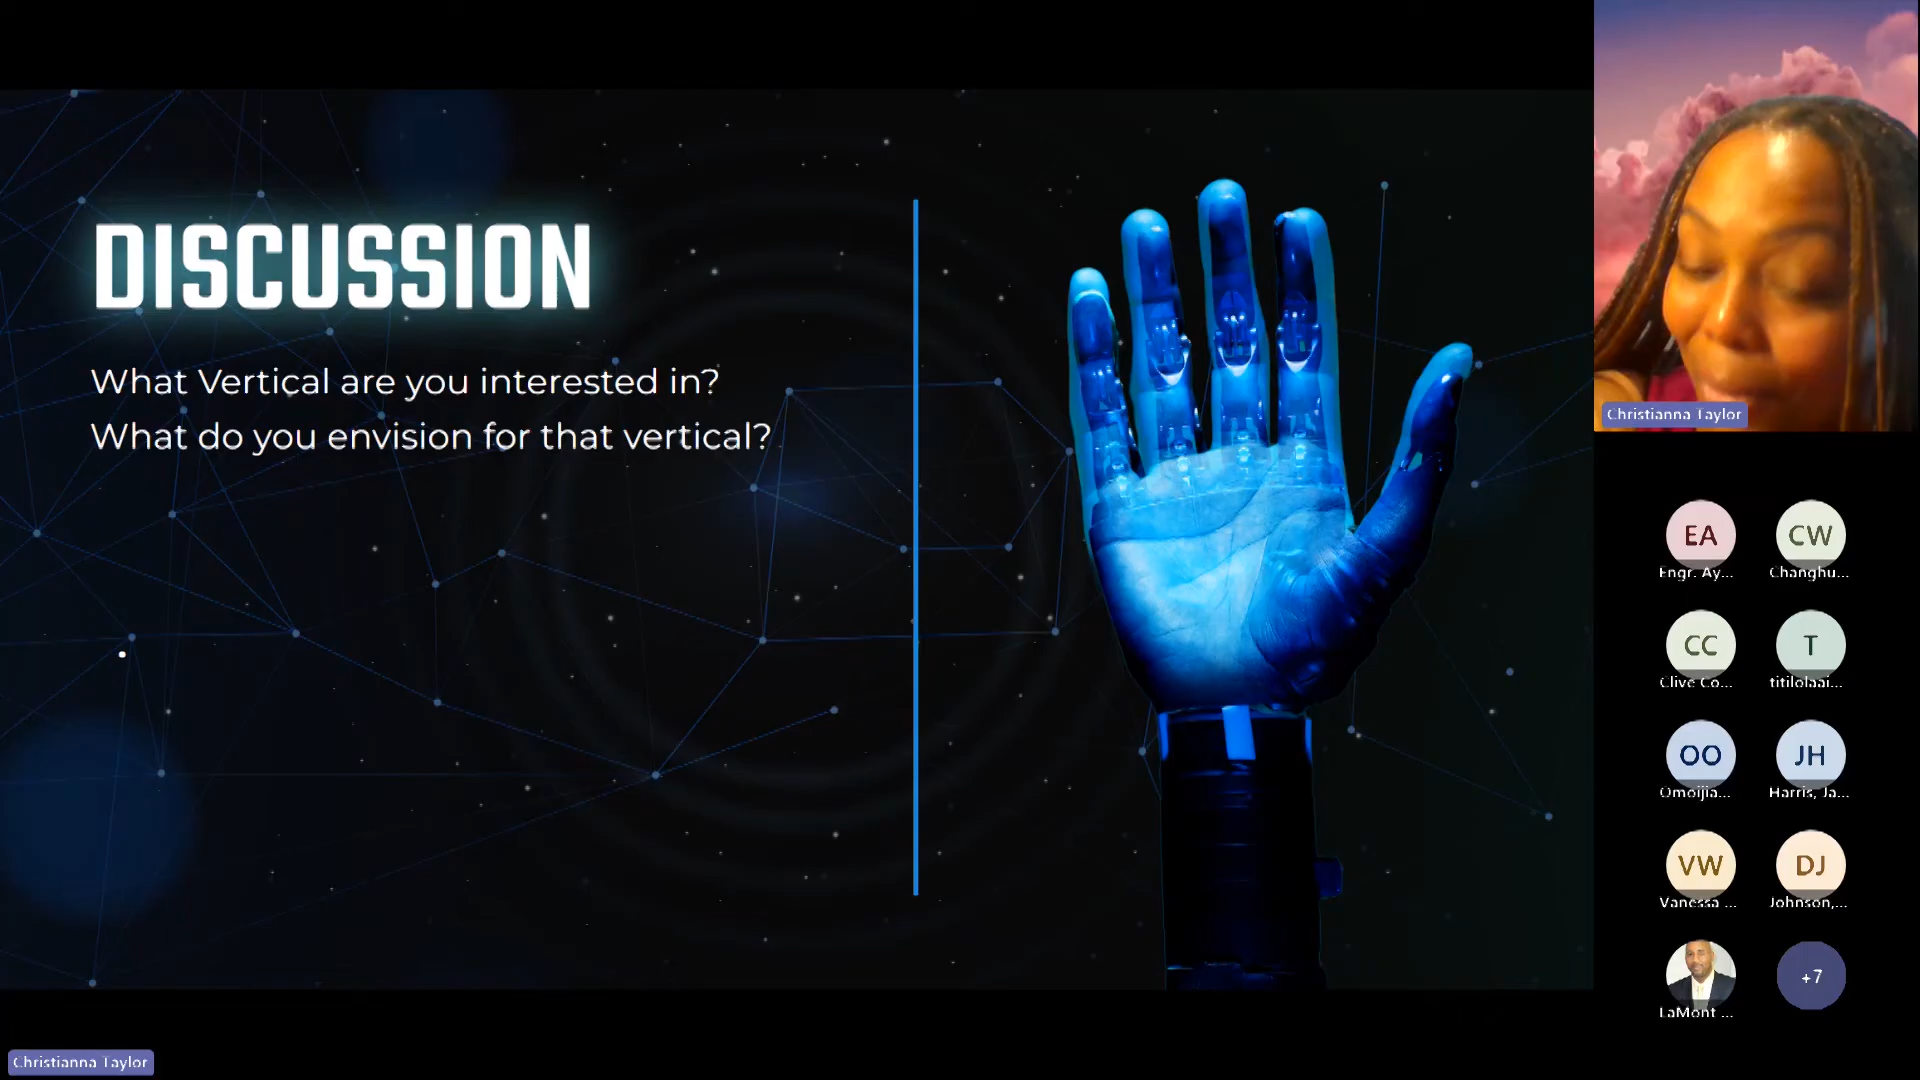 DISCUSSION
What Vertical are you interested in?
What do you envision for that vertical?
Christianna Taylor
EA
CW
Engr. Ay...
Changhu...
CC
T
Clive Co...
titilolaai...
OO
JH
Omoijia...
Harris, Ja...
VW
DJ
Vanessa ...
Johnson,...
+7
LaMont ...
Christianna Taylor